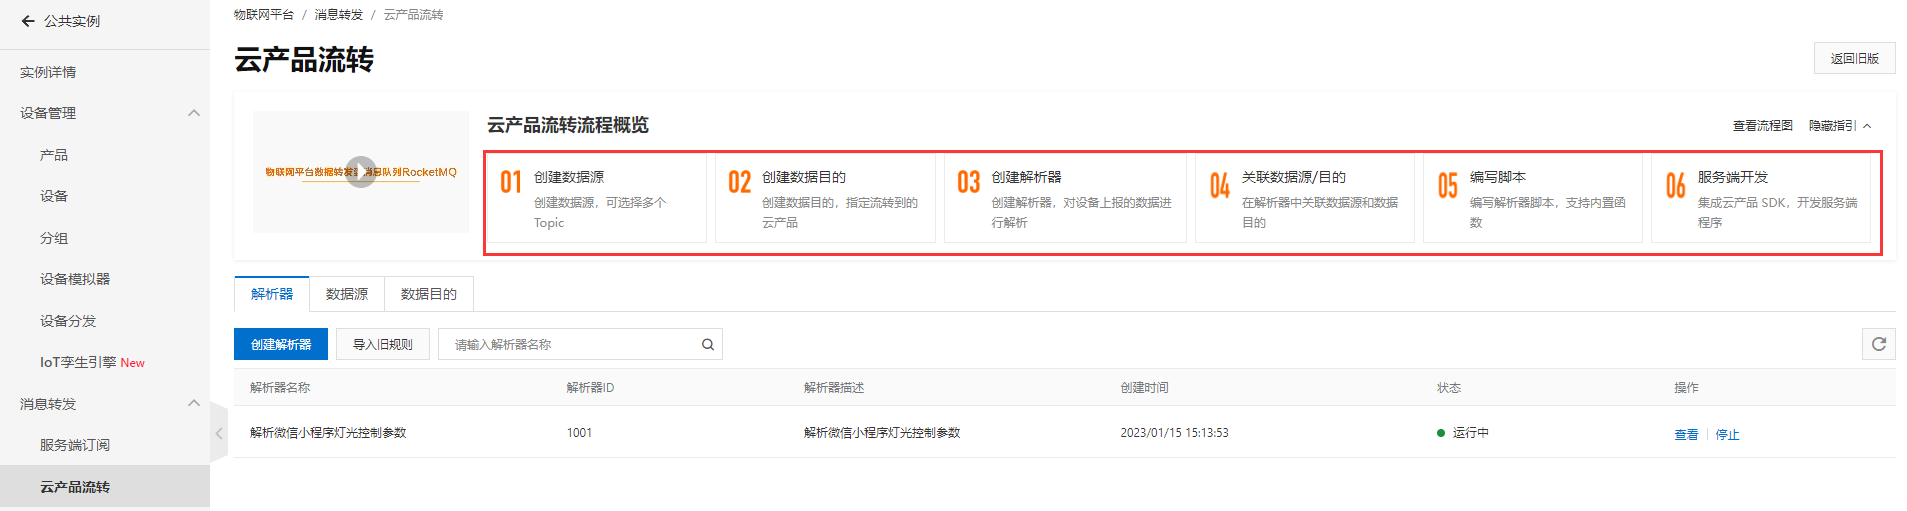 公共实例
实例详情
设备管理
产品
设备
分组
设备模拟器
设备分发
IoT孪生引擎 New
消息转发
服务端订阅
云产品流转
物联网平台 / 消息转发 / 云产品流转
云产品流转
返回旧版
物联网平台数据转发到消息队列RocketMQ
云产品流转流程概览
查看流程图 隐藏指引
01 创建数据源
创建数据源，可选择多个
Topic
02 创建数据目的
创建数据目的，指定流转到的
云产品
03 创建解析器
创建解析器，对设备上报的数据进
行解析
04 关联数据源/目的
在解析器中关联数据源和数据
目的
05 编写脚本
编写解析器脚本，支持内置函
数
06 服务端开发
集成云产品 SDK，开发服务端
程序
解析器 数据源 数据目的
创建解析器 导入旧规则 请输入解析器名称
解析器名称 解析器ID 解析器描述 创建时间 状态 操作
解析微信小程序灯光控制参数 1001 解析微信小程序灯光控制参数 2023/01/15 15:13:53 运行中 查看 停止